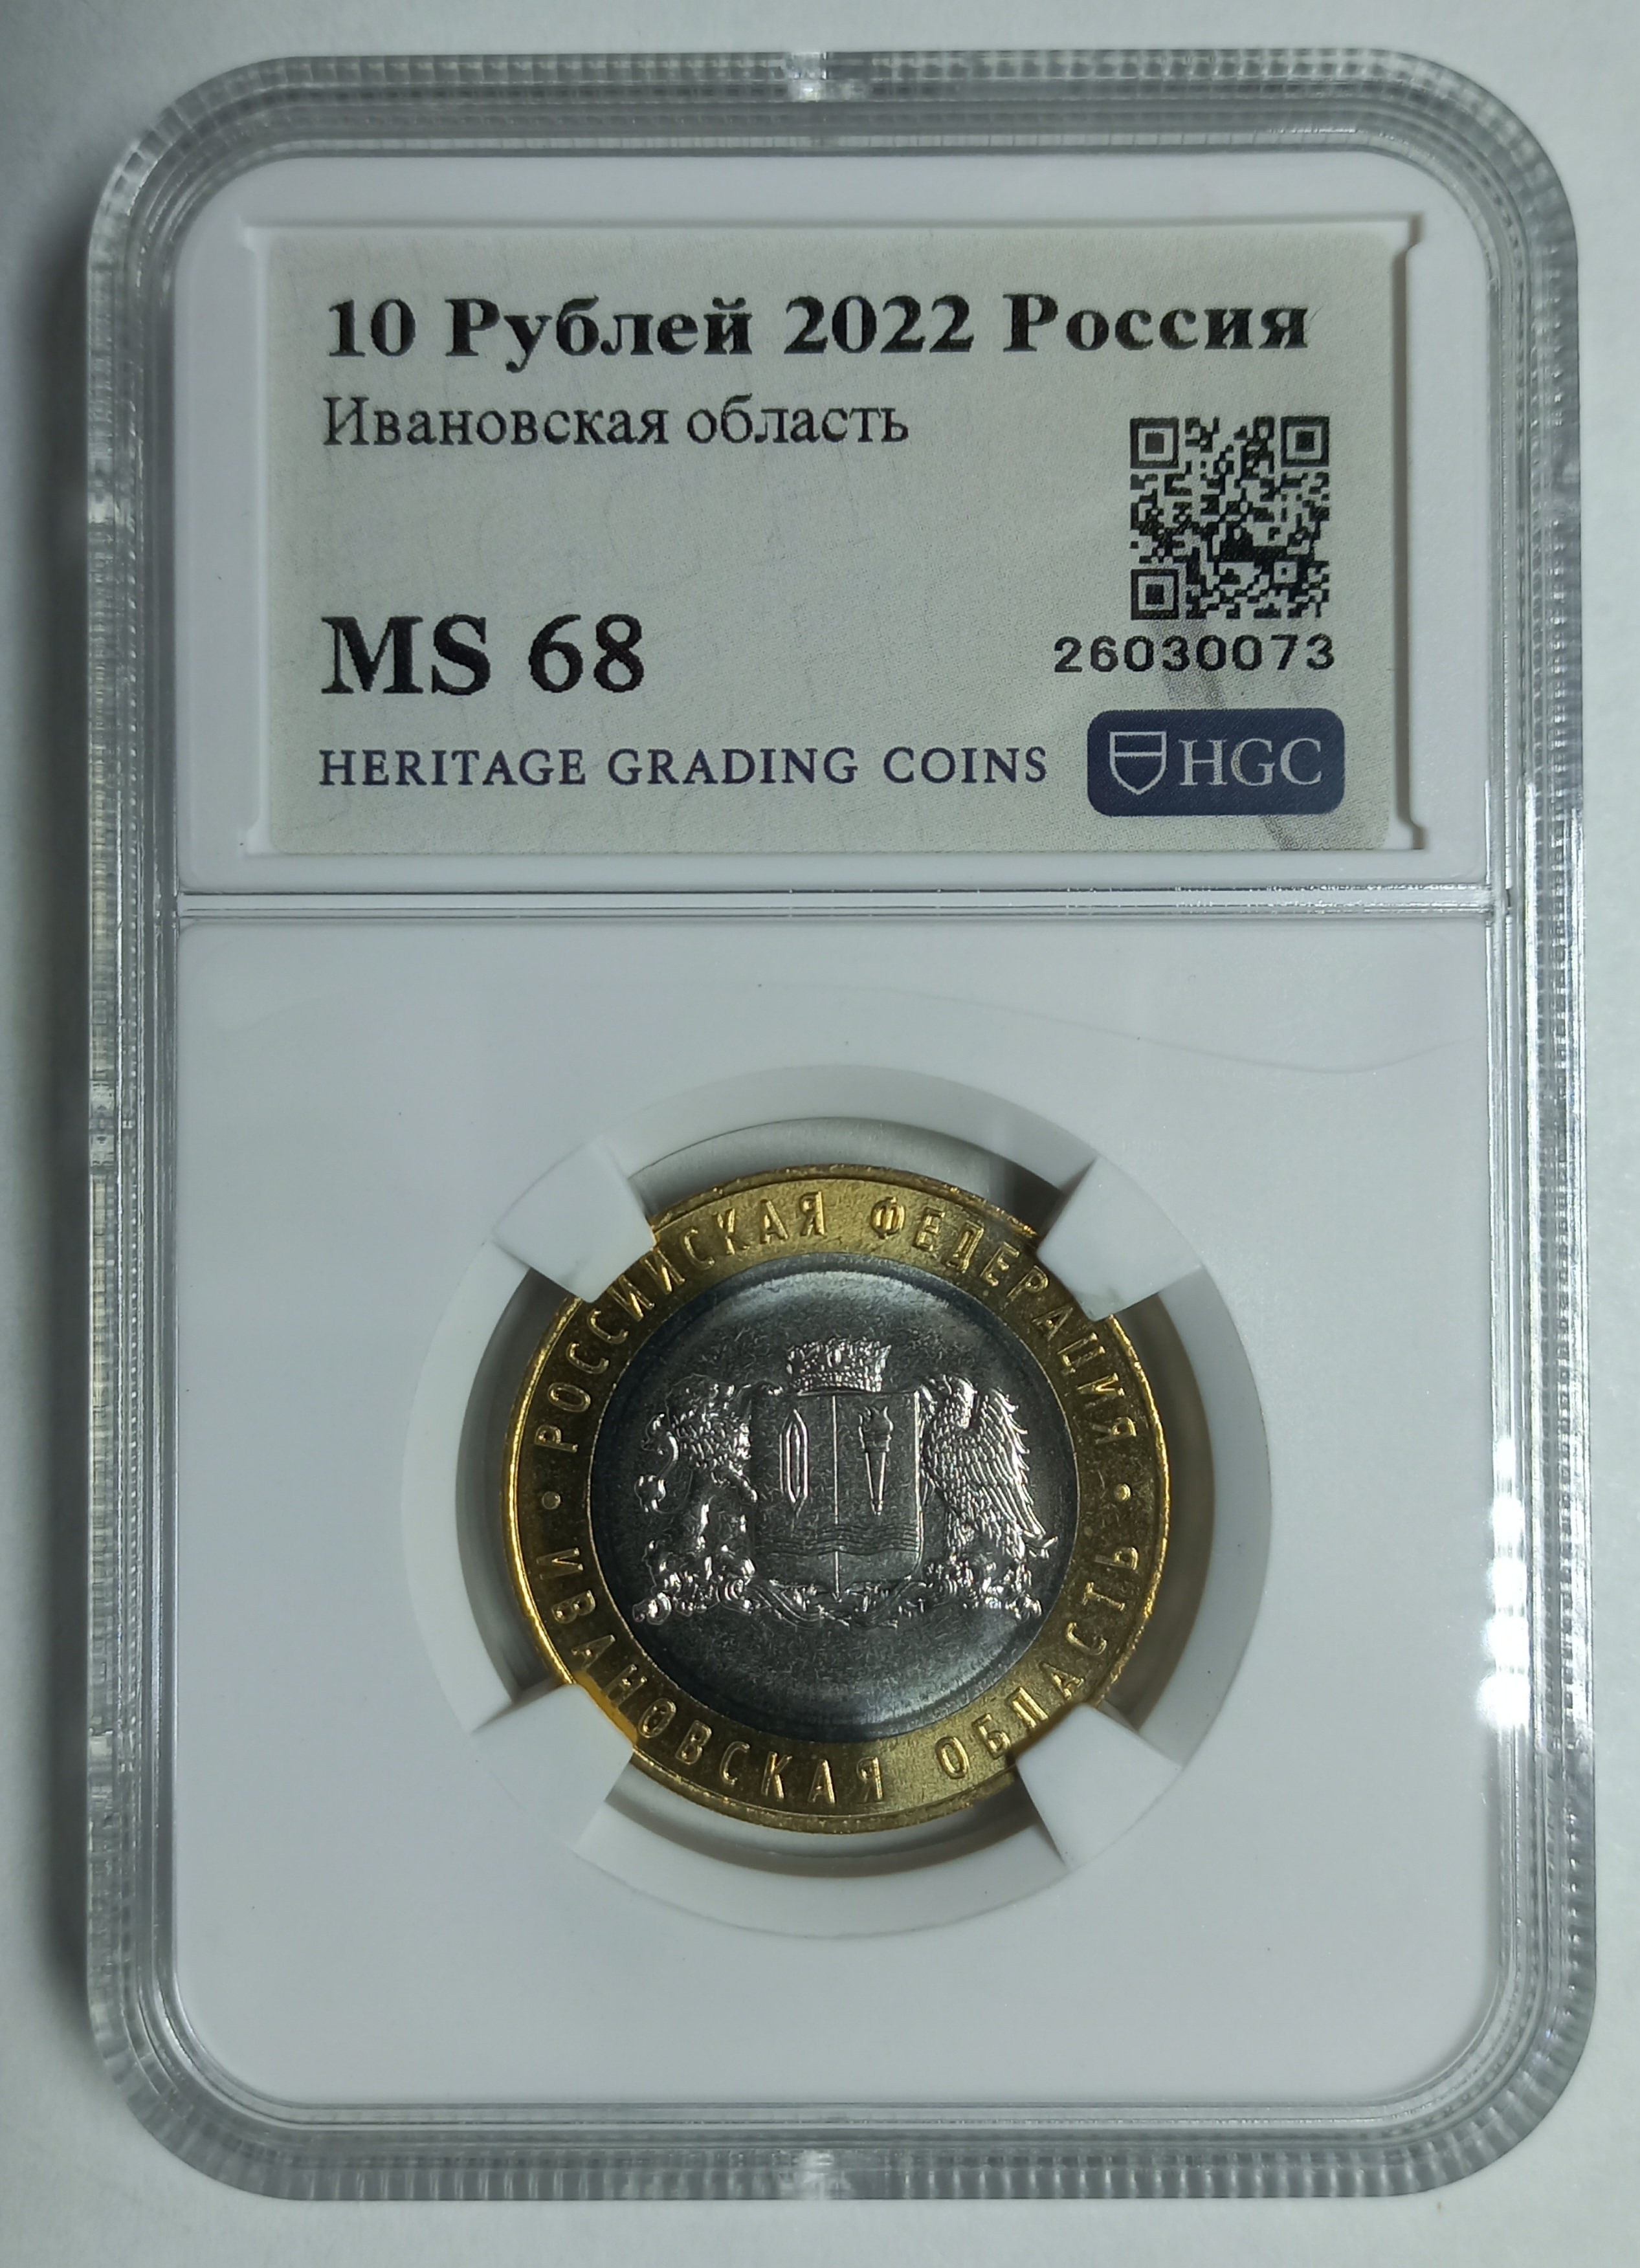 10 Рублей 2022 Россия
Ивановская область
MS 68
26030073
HERITAGE GRADING COINS
HGC
РОССИЙСКАЯ ФЕДЕРАЦИЯ
ИВАНОВСКАЯ ОБЛАСТЬ